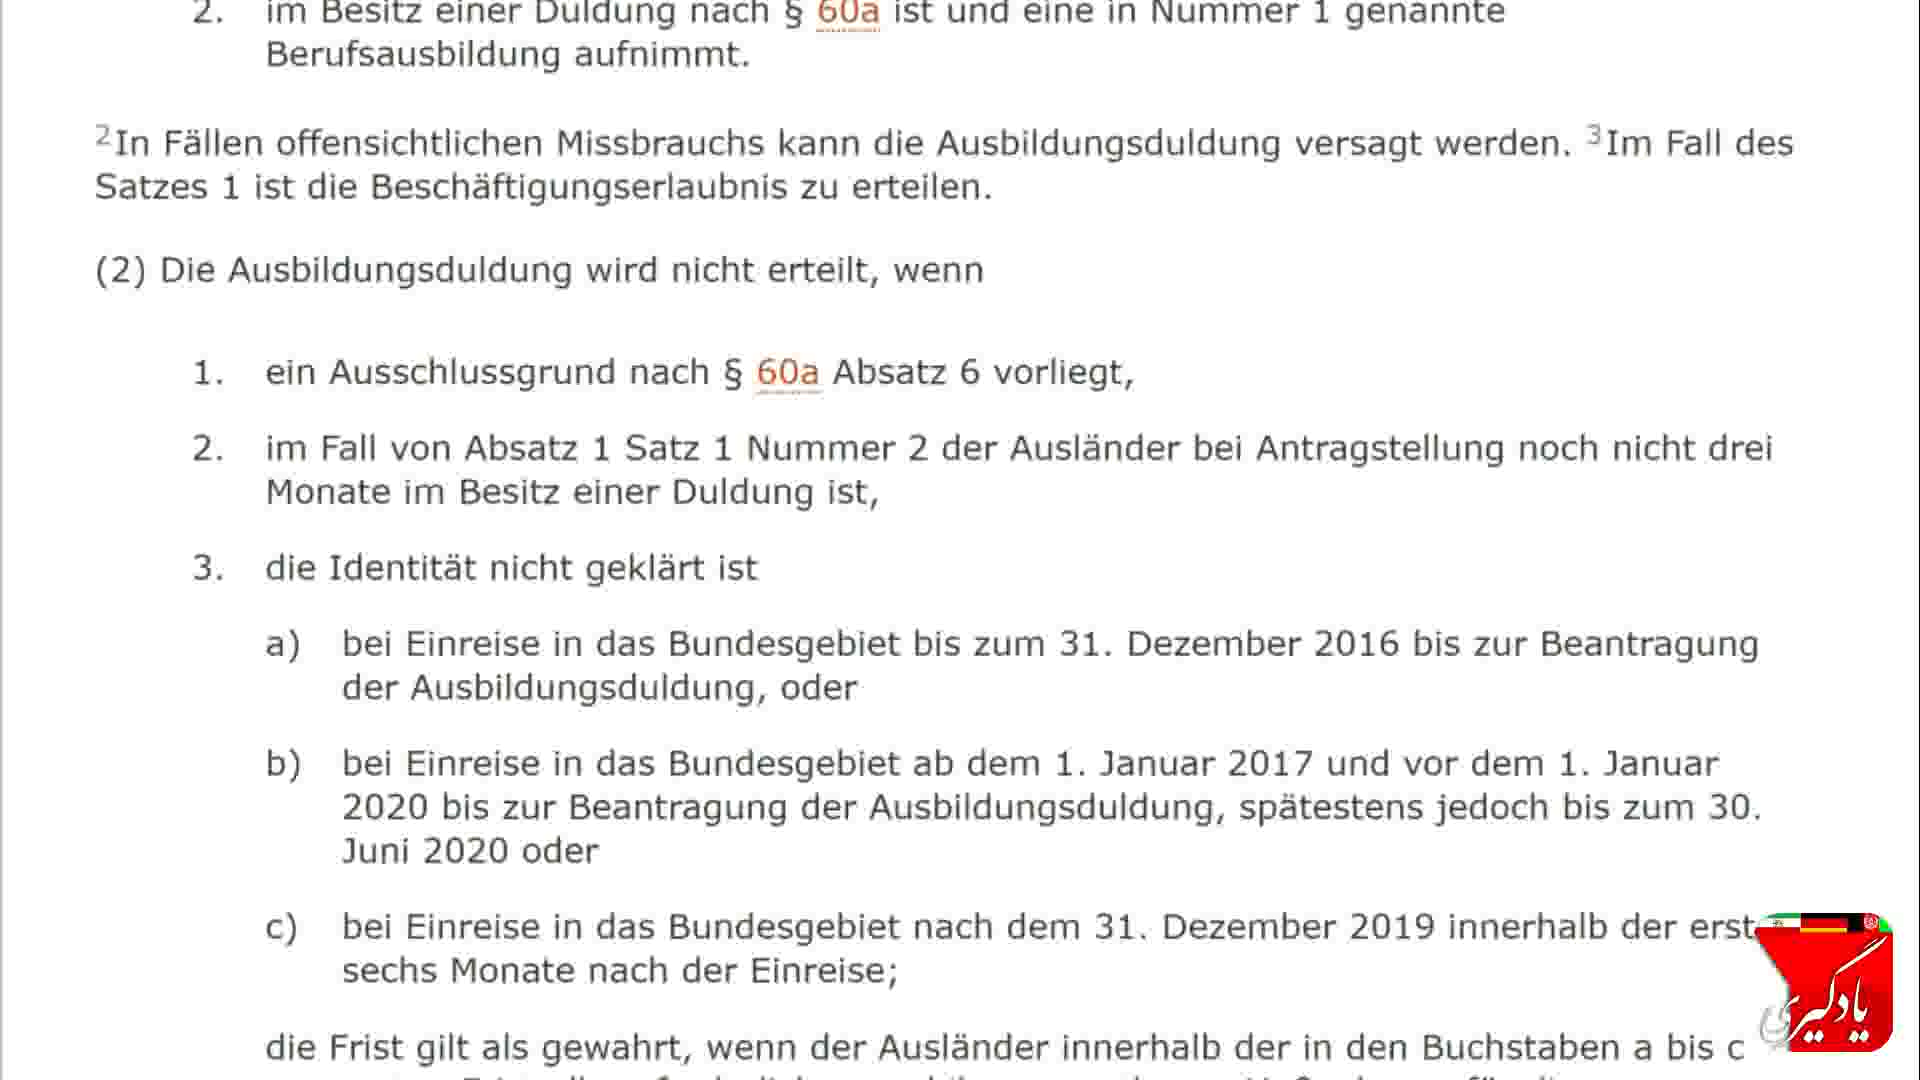 2. im Besitz einer Duldung nach § 60a ist und eine in Nummer 1 genannte
Berufsausbildung aufnimmt.
2In Fällen offensichtlichen Missbrauchs kann die Ausbildungsduldung versagt werden. 3Im Fall des
Satzes 1 ist die Beschäftigungserlaubnis zu erteilen.
(2) Die Ausbildungsduldung wird nicht erteilt, wenn
1. ein Ausschlussgrund nach § 60a Absatz 6 vorliegt,
2. im Fall von Absatz 1 Satz 1 Nummer 2 der Ausländer bei Antragstellung noch nicht drei
Monate im Besitz einer Duldung ist,
3. die Identität nicht geklärt ist
a) bei Einreise in das Bundesgebiet bis zum 31. Dezember 2016 bis zur Beantragung
der Ausbildungsduldung, oder
b) bei Einreise in das Bundesgebiet ab dem 1. Januar 2017 und vor dem 1. Januar
2020 bis zur Beantragung der Ausbildungsduldung, spätestens jedoch bis zum 30.
Juni 2020 oder
c) bei Einreise in das Bundesgebiet nach dem 31. Dezember 2019 innerhalb der erst
sechs Monate nach der Einreise;
die Frist gilt als gewahrt, wenn der Ausländer innerhalb der in den Buchstaben a bis c
یادگیری